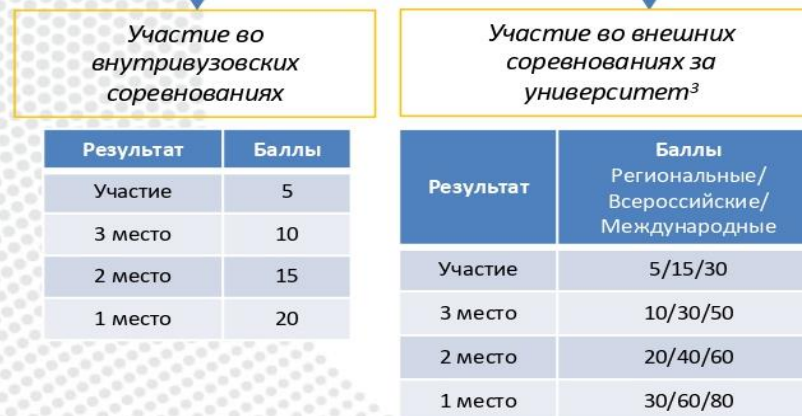 Участие во
внутривузовских
соревнованиях
Результат Баллы
Участие 5
3 место 10
2 место 15
1 место 20
Участие во внешних
соревнованиях за
университет³
Результат Баллы
Региональные/
Всероссийские/
Международные
Участие 5/15/30
3 место 10/30/50
2 место 20/40/60
1 место 30/60/80